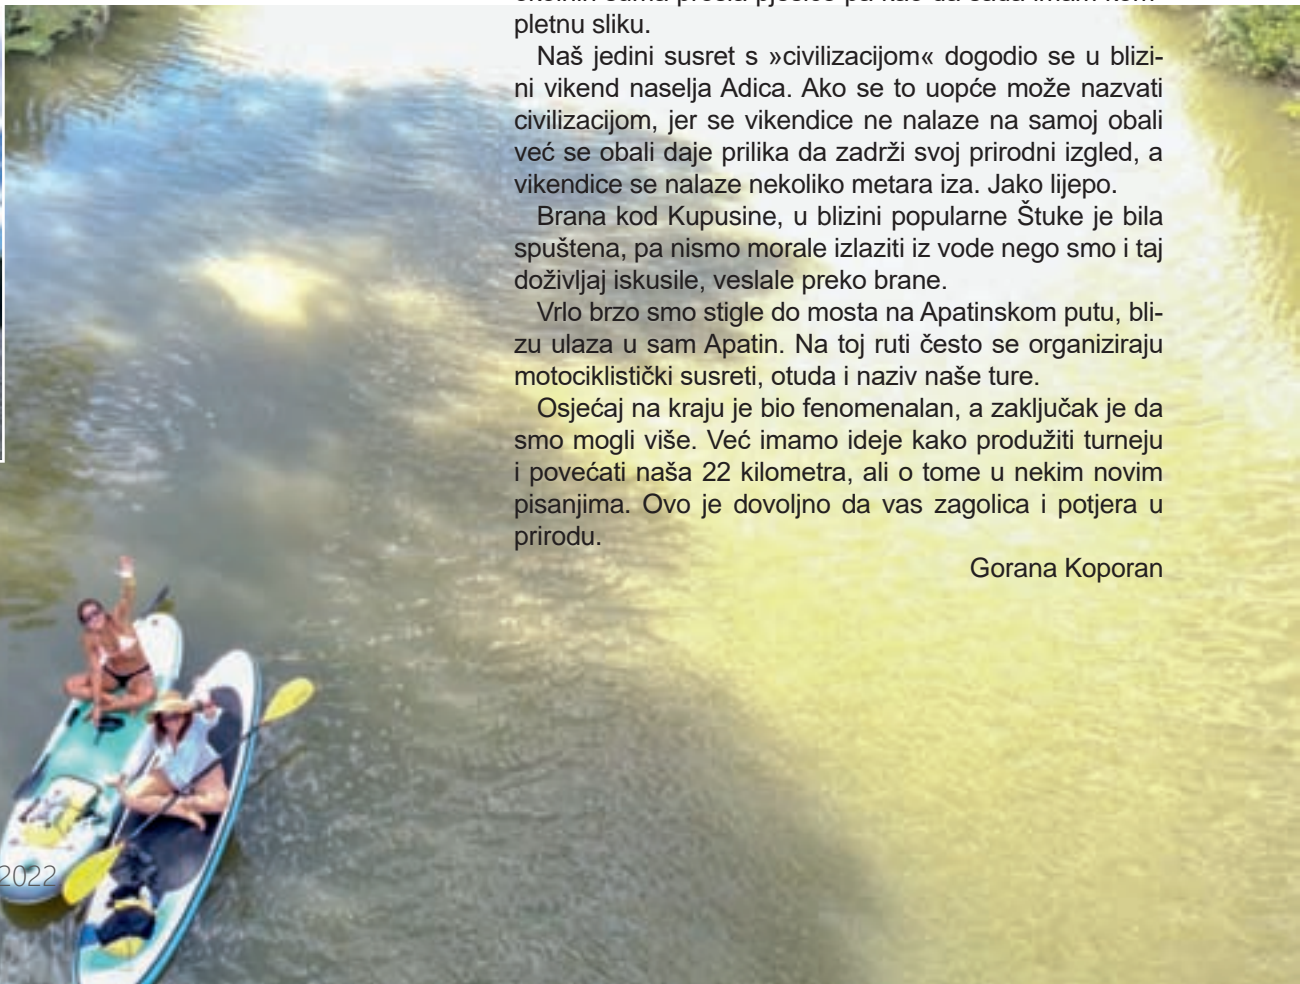 pletnu sliku.
Naš jedini susret s »civilizacijom« dogodio se u blizi-
ni vikend naselja Adica. Ako se to uopće može nazvati
civilizacijom, jer se vikendice ne nalaze na samoj obali
već se obali daje prilika da zadrži svoj prirodni izgled, a
vikendice se nalaze nekoliko metara iza. Jako lijepo.
Brana kod Kupusine, u blizini popularne Štuke je bila
spuštena, pa nismo morale izlaziti iz vode nego smo i taj
doživljaj iskusile, veslale preko brane.
Vrlo brzo smo stigle do mosta na Apatinskom putu, bli-
zu ulaza u sam Apatin. Na toj ruti često se organiziraju
motociklistički susreti, otuda i naziv naše ture.
Osjećaj na kraju je bio fenomenalan, a zaključak je da
smo mogli više. Već imamo ideje kako produžiti turneju
i povećati naša 22 kilometra, ali o tome u nekim novim
pisanjima. Ovo je dovoljno da vas zagolica i potjera u
prirodu.
Gorana Koporan
2022